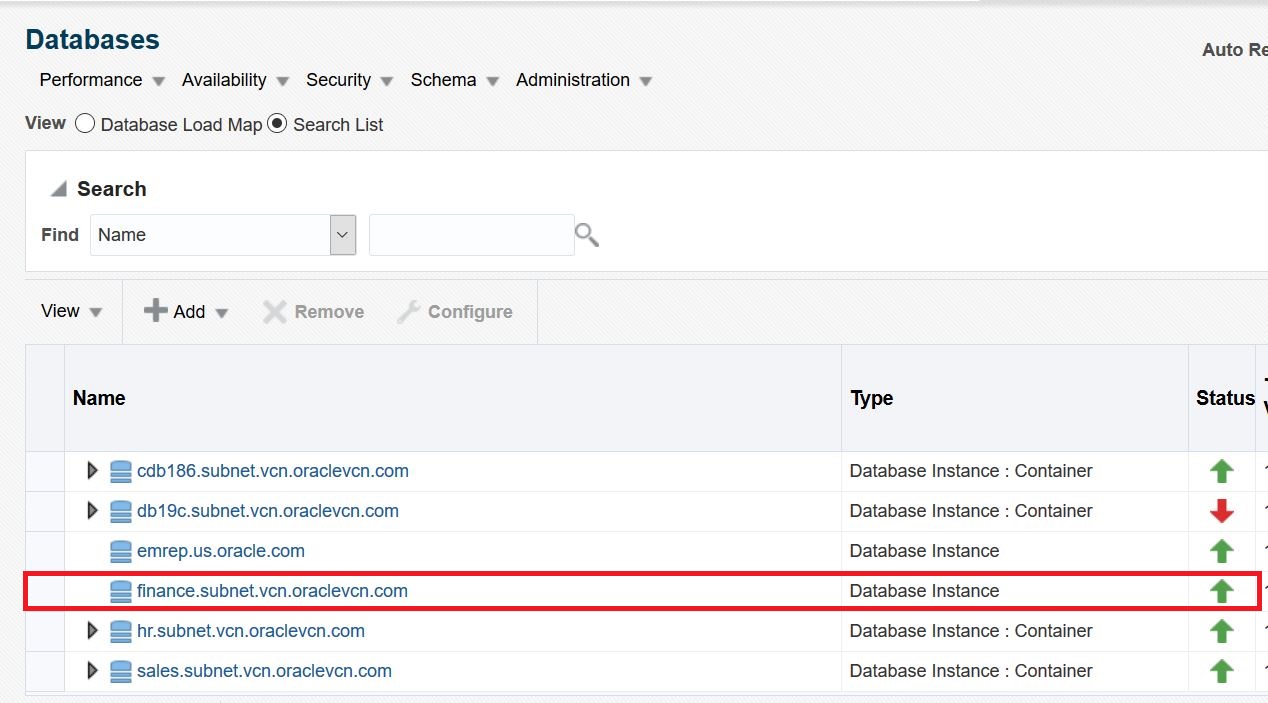 Databases
Auto Re
Performance Availability Security Schema Administration
View Database Load Map Search List
Search
Find Name
View Add Remove Configure
Name Type Status
cdb186.subnet.vcn.oraclevcn.com Database Instance : Container
db19c.subnet.vcn.oraclevcn.com Database Instance : Container
emrep.us.oracle.com Database Instance
finance.subnet.vcn.oraclevcn.com Database Instance
hr.subnet.vcn.oraclevcn.com Database Instance : Container
sales.subnet.vcn.oraclevcn.com Database Instance : Container